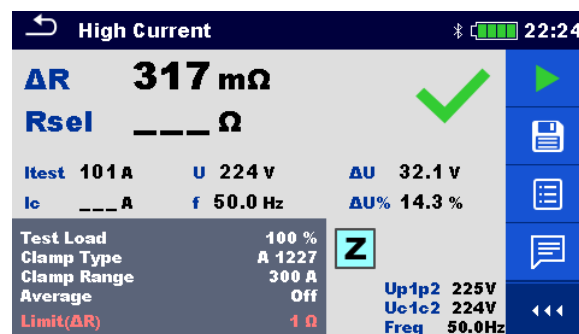 High Current 22:24
ΔR 317 mΩ
Rsel ___ Ω
Itest 101 A U 224 V ΔU 32.1 V
Ic ___ A f 50.0 Hz ΔU% 14.3 %
Test Load 100 %
Clamp Type A 1227
Clamp Range 300 A
Average Off
Limit(ΔR) 1 Ω
Z
Up1p2 225V
Uc1c2 224V
Freq 50.0Hz